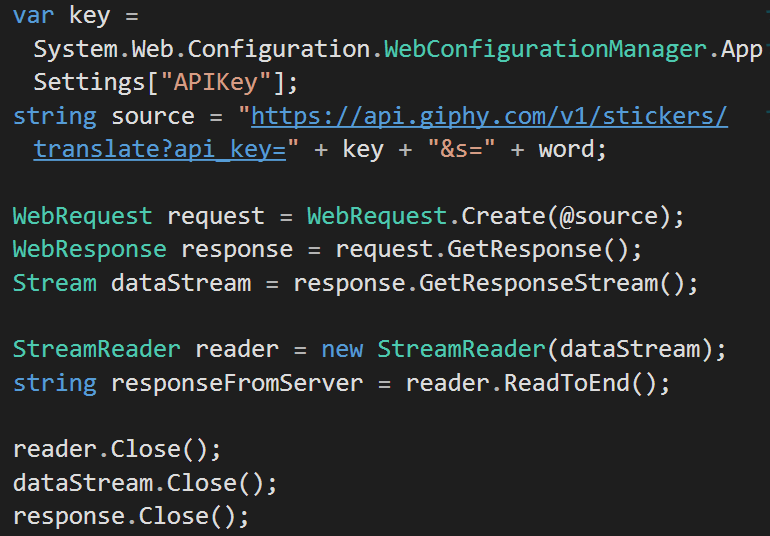 var key =
System.Web.Configuration.WebConfigurationManager.App
Settings["APIKey"];
string source = "https://api.giphy.com/v1/stickers/
translate?api_key=" + key + "&s=" + word;
WebRequest request = WebRequest.Create(@source);
WebResponse response = request.GetResponse();
Stream dataStream = response.GetResponseStream();
StreamReader reader = new StreamReader(dataStream);
string responseFromServer = reader.ReadToEnd();
reader.Close();
dataStream.Close();
response.Close();